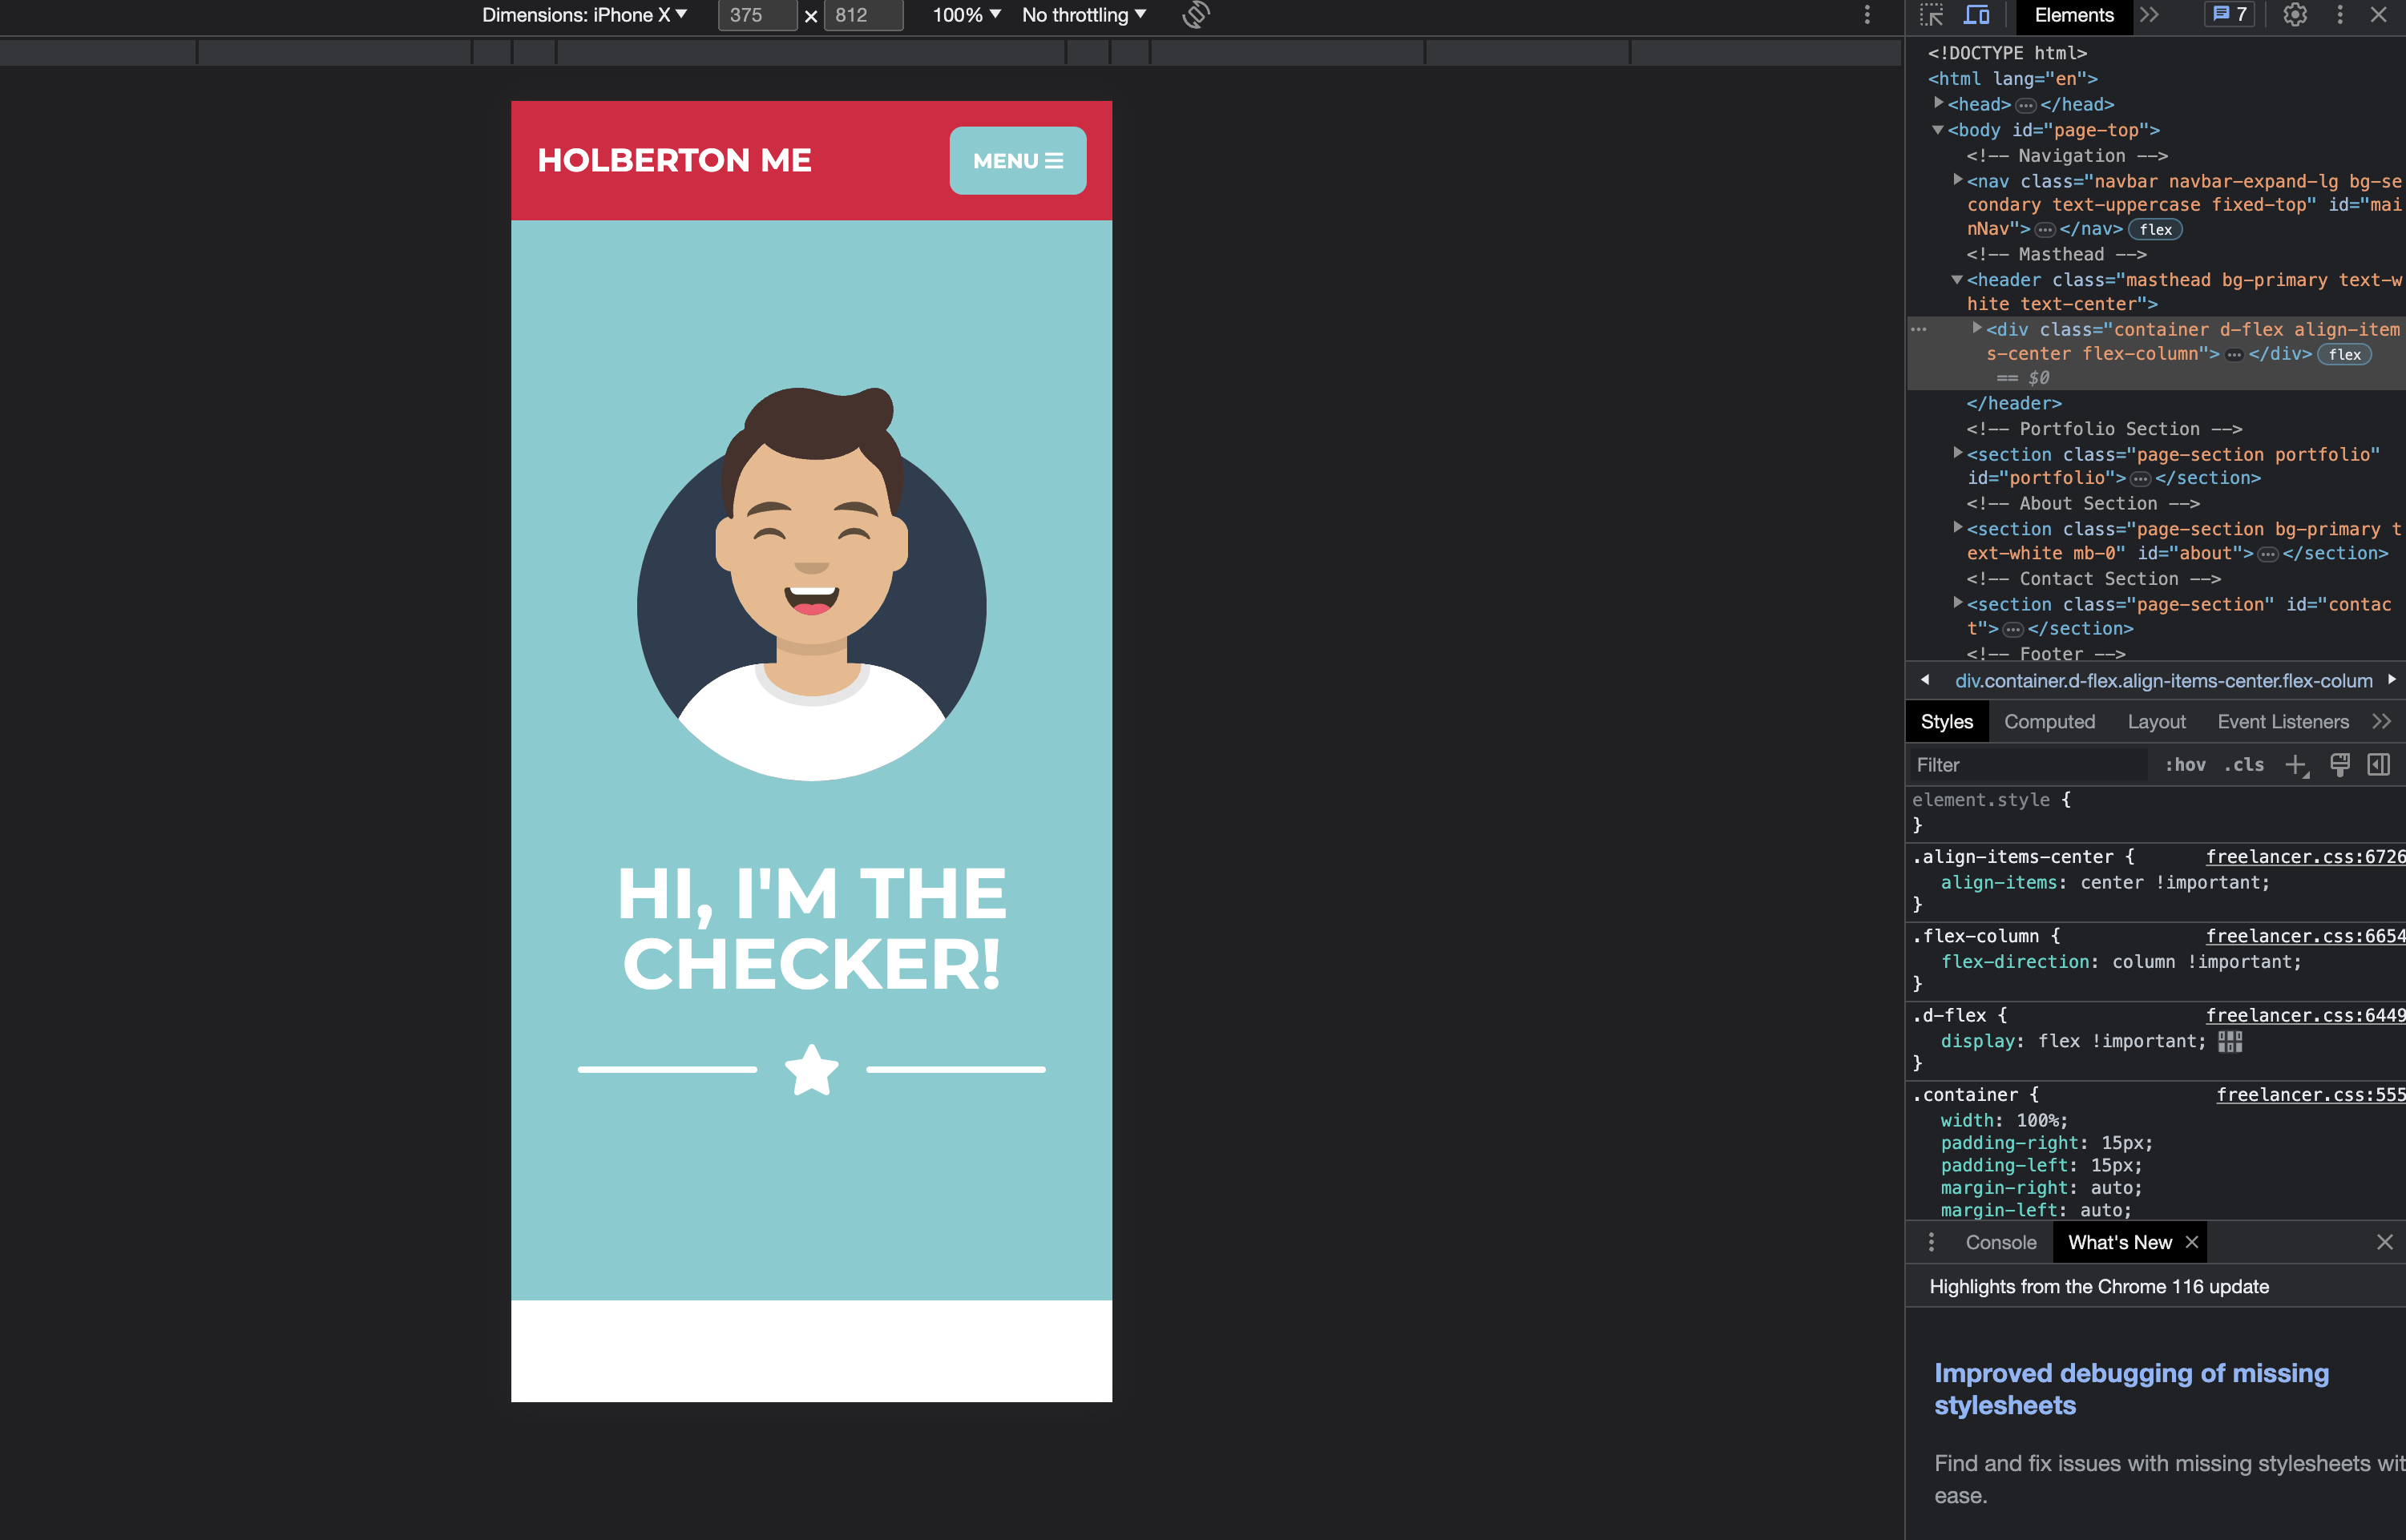 Dimensions: iPhone X ▼ 375 × 812 100% ▼ No throttling ▼
Elements 7
HOLBERTON ME
MENU
HI, I'M THE
CHECKER!
<!DOCTYPE html>
<html lang="en">
<head> ••• </head>
<body id="page-top">
<!-- Navigation -->
<nav class="navbar navbar-expand-lg bg-se
condary text-uppercase fixed-top" id="mai
nNav"> ••• </nav> flex
<!-- Masthead -->
<header class="masthead bg-primary text-w
hite text-center">
<div class="container d-flex align-item
s-center flex-column"> ••• </div> flex
== $0
</header>
<!-- Portfolio Section -->
<section class="page-section portfolio"
id="portfolio"> ••• </section>
<!-- About Section -->
<section class="page-section bg-primary t
ext-white mb-0" id="about"> ••• </section>
<!-- Contact Section -->
<section class="page-section" id="contac
t"> ••• </section>
<!-- Footer -->
div.container.d-flex.align-items-center.flex-colum
Styles Computed Layout Event Listeners
Filter :hov .cls
element.style {
}
.align-items-center { freelancer.css:6726
align-items: center !important;
}
.flex-column { freelancer.css:6654
flex-direction: column !important;
}
.d-flex { freelancer.css:6449
display: flex !important;
}
.container { freelancer.css:555
width: 100%;
padding-right: 15px;
padding-left: 15px;
margin-right: auto;
margin-left: auto;
Console What's New
Highlights from the Chrome 116 update
Improved debugging of missing
stylesheets
Find and fix issues with missing stylesheets wit
ease.